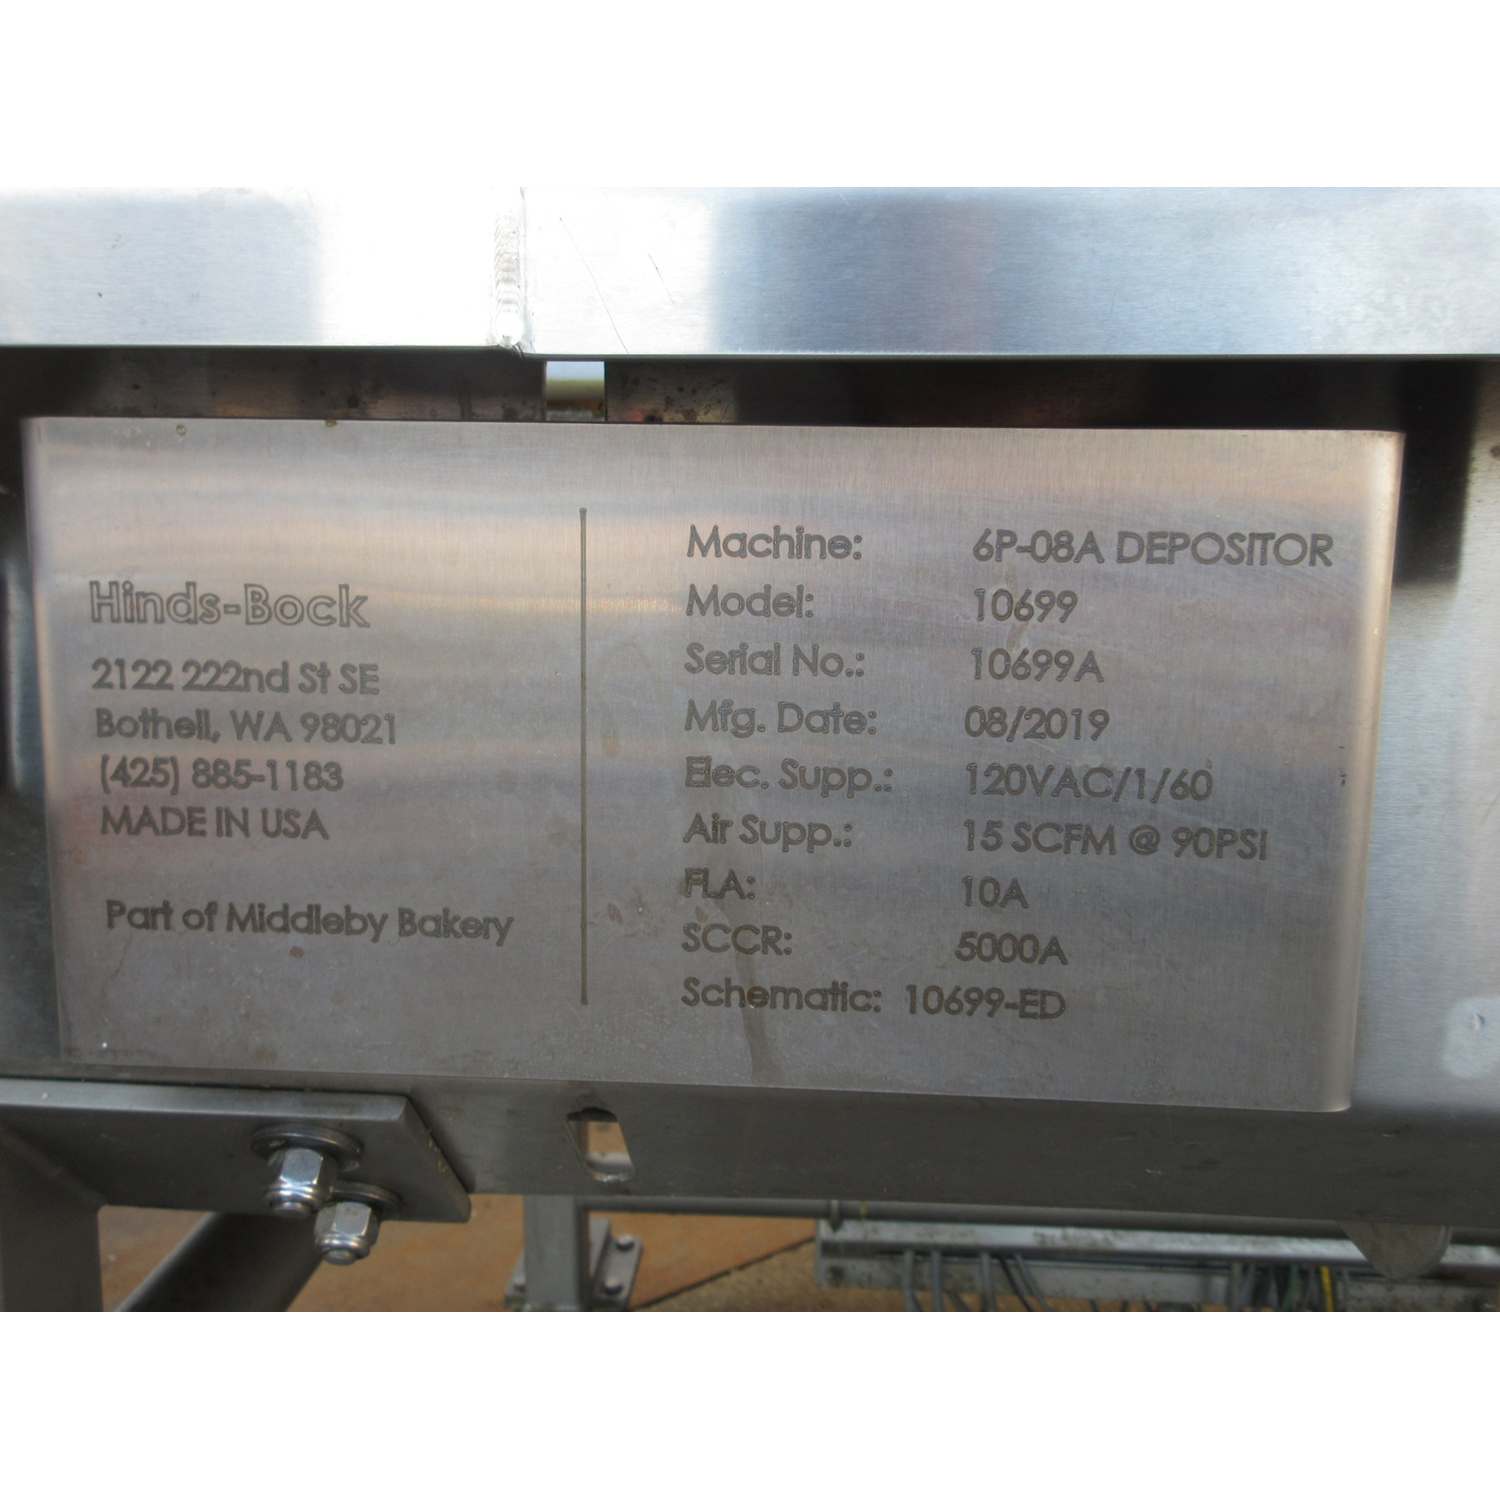 Hinds-Bock
2122 222nd St SE
Bothell, WA 98021
(425) 885-1183
MADE IN USA
Part of Middleby Bakery
Machine: 6P-08A DEPOSITOR
Model: 10699
Serial No.: 10699A
Mfg. Date: 08/2019
Elec. Supp.: 120VAC/1/60
Air Supp.: 15 SCFM @ 90PSI
FLA: 10A
SCCR: 5000A
Schematic: 10699-ED